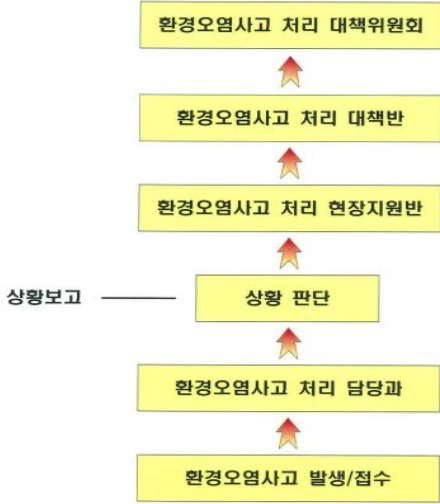 환경오염사고 처리 대책위원회
환경오염사고 처리 대책반
환경오염사고 처리 현장지원반
상황보고
상황 판단
환경오염사고 처리 담당과
환경오염사고 발생/접수